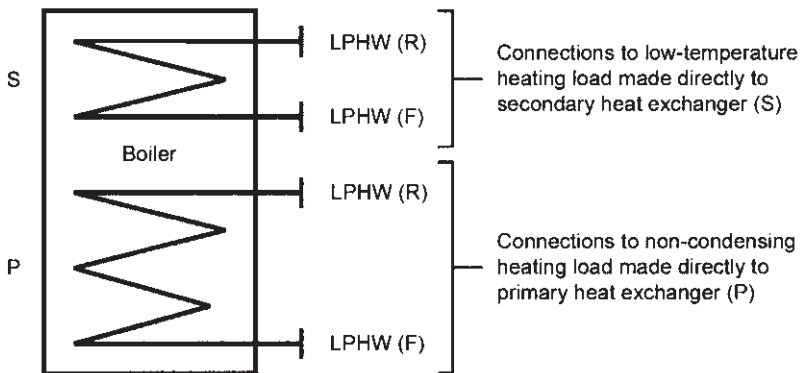 LPHW (R)
S
LPHW (F)
Connections to low-temperature
heating load made directly to
secondary heat exchanger (S)
Boiler
LPHW (R)
P
LPHW (F)
Connections to non-condensing
heating load made directly to
primary heat exchanger (P)